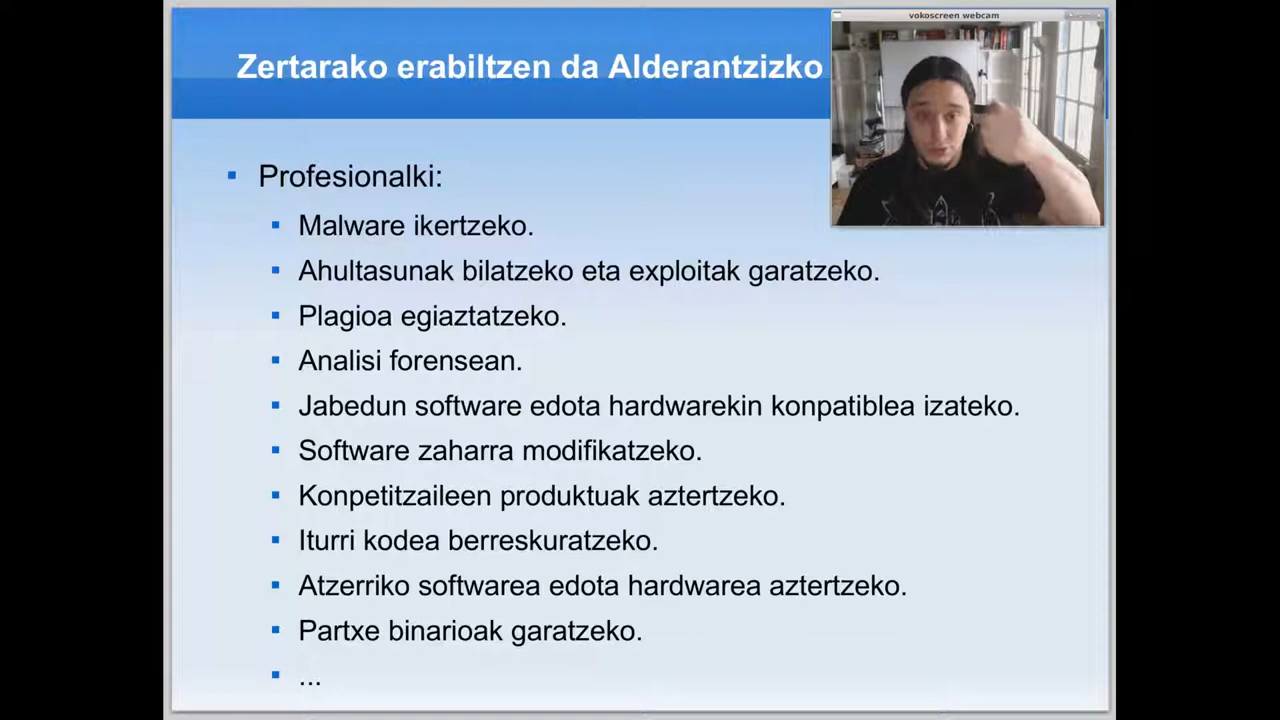 vokoscreen webcam
Zertarako erabiltzen da Alderantzizko
Profesionalki:
Malware ikertzeko.
Ahultasunak bilatzeko eta exploitak garatzeko.
Plagioa egiaztatzeko.
Analisi forensean.
Jabedun software edota hardwarekin konpatiblea izateko.
Software zaharra modifikatzeko.
Konpetitzaileen produktuak aztertzeko.
Iturri kodea berreskuratzeko.
Atzerriko softwarea edota hardwarea aztertzeko.
Partxe binarioak garatzeko.
...